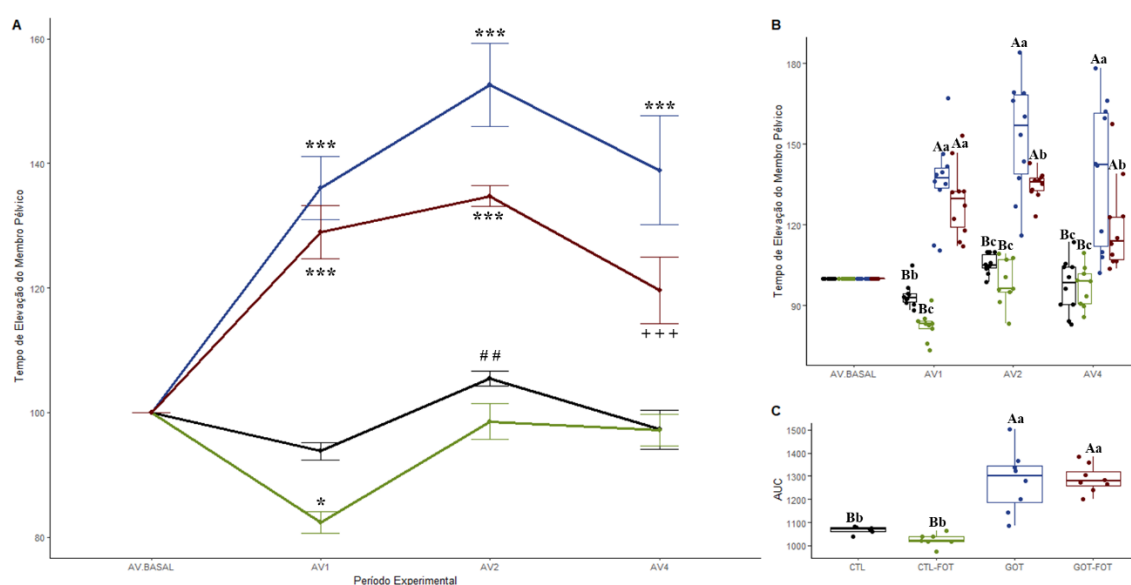 A
Tempo de Elevação do Membro Pélvico
160
140
120
100
80
***
***
***
***
***
+++
##
*
AV.BASAL AV1 AV2 AV4
Período Experimental
B
Tempo de Elevação do Membro Pélvico
180
150
120
90
Aa Aa
Aa Ab
Aa Ab
Bb Bc
Bc Bc
Bc Bc
AV.BASAL AV1 AV2 AV4
C
AUC
1500
1400
1300
1200
1100
1000
Bb Bb Aa Aa
CTL CTL-FOT GOT GOT-FOT